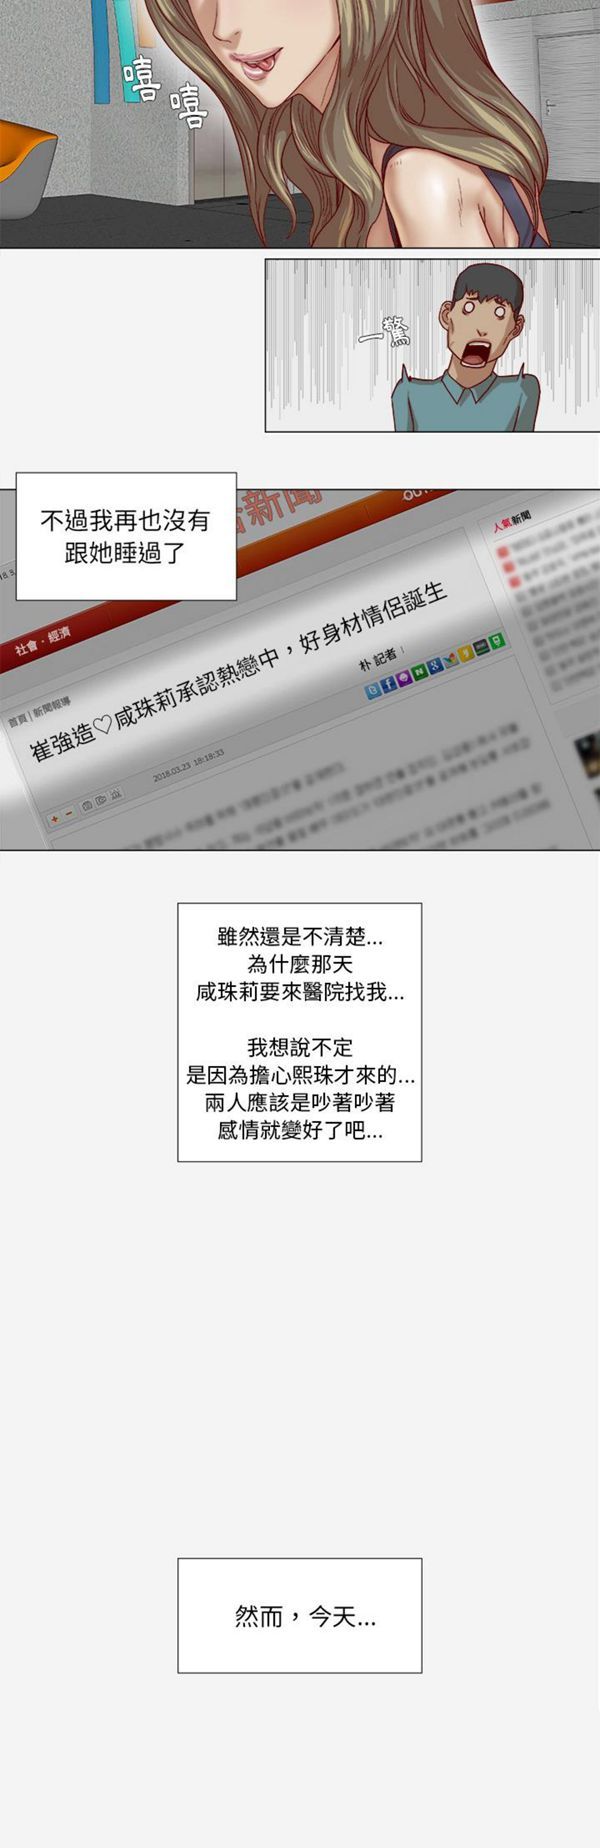 嘻
嘻
一驚
不過我再也沒有
跟她睡過了
人氣新聞
社會·經濟
首頁|新聞報導
崔強造♡咸珠莉承認熱戀中，好身材情侶誕生
朴 記者
2018.03.23 18:18:33
雖然還是不清楚...
為什麼那天
咸珠莉要來醫院找我...
我想說不定
是因為擔心熙珠才來的...
兩人應該是吵著吵著
感情就變好了吧...
然而，今天...